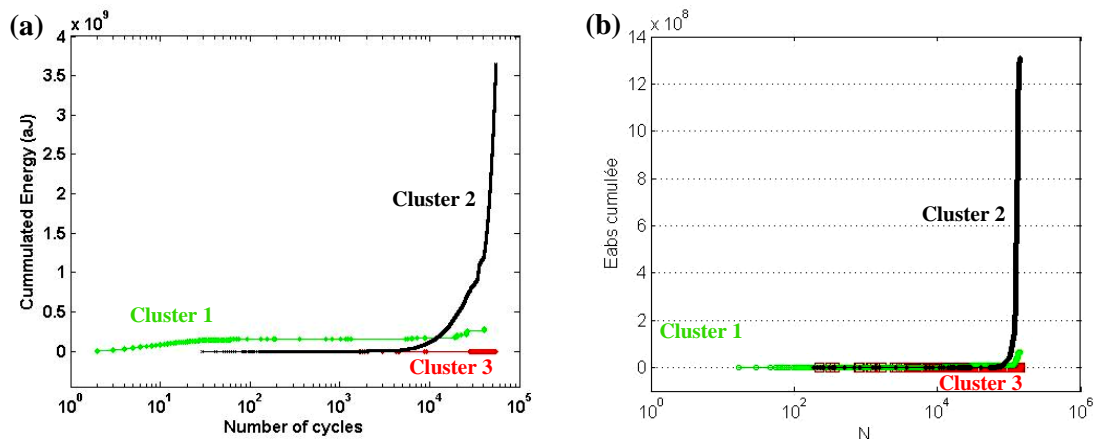 (a)
x 10^9
4
3.5
3
2.5
2
1.5
1
0.5
0
Cummulated Energy (aJ)
Cluster 2
Cluster 1
Cluster 3
10^0 10^1 10^2 10^3 10^4 10^5
Number of cycles
(b)
x 10^8
14
12
10
8
6
4
2
0
Eabs cumulée
Cluster 2
Cluster 1
Cluster 3
10^0 10^2 10^4 10^6
N